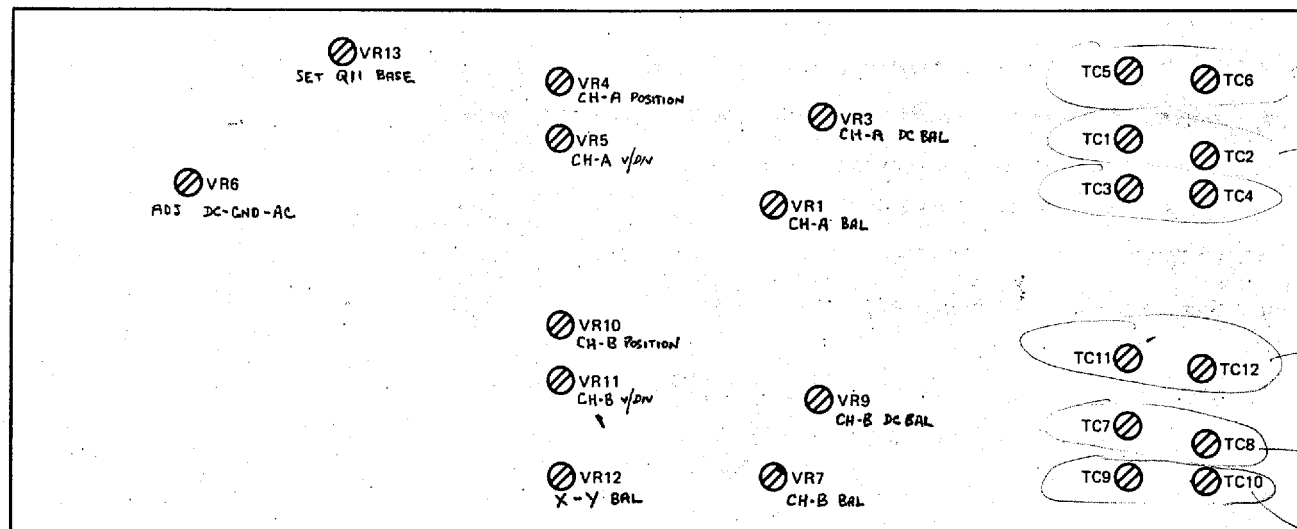 VR13
SET Q11 BASE
VR4
CH-A POSITION
VR5
CH-A V/DIV
VR3
CH-A DC BAL
VR6
ADJ DC-GND-AC
VR1
CH-A BAL
TC5
TC6
TC1
TC2
TC3
TC4
VR10
CH-B POSITION
VR11
CH-B V/DIV
VR9
CH-B DC BAL
VR12
X-Y BAL
VR7
CH-B BAL
TC11
TC12
TC7
TC8
TC9
TC10